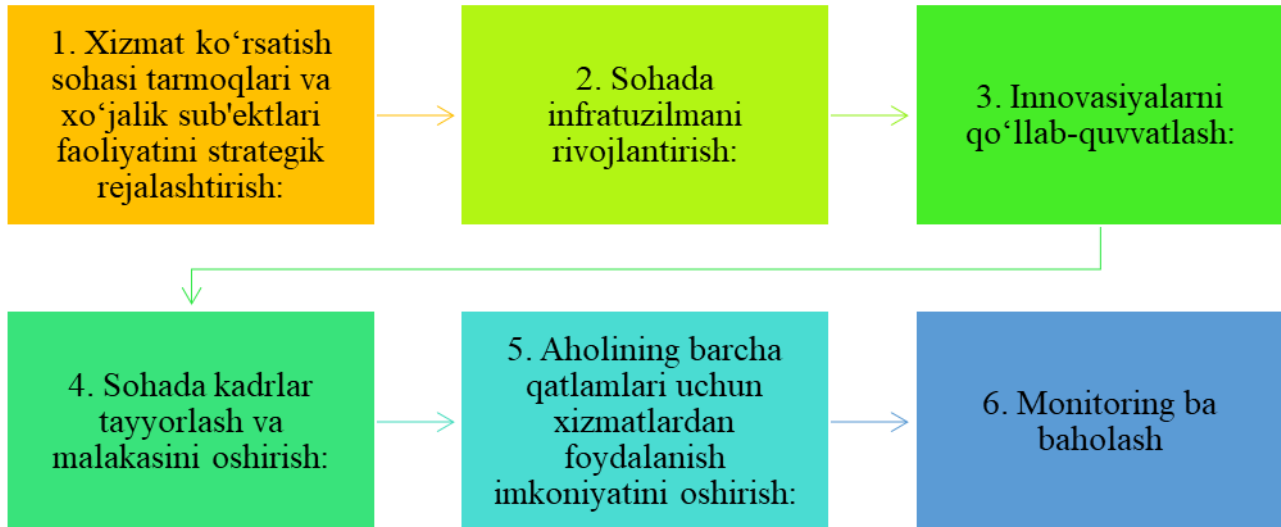 1. Xizmat ko‘rsatish
sohasi tarmoqlari va
xo‘jalik sub'ektlari
faoliyatini strategik
rejalashtirish:
2. Sohada
infratuzilmani
rivojlantirish:
3. Innovasiyalarni
qo‘llab-quvvatlash:
4. Sohada kadrlar
tayyorlash va
malakasini oshirish:
5. Aholining barcha
qatlamlari uchun
xizmatlardan
foydalanish
imkoniyatini oshirish:
6. Monitoring ba
baholash